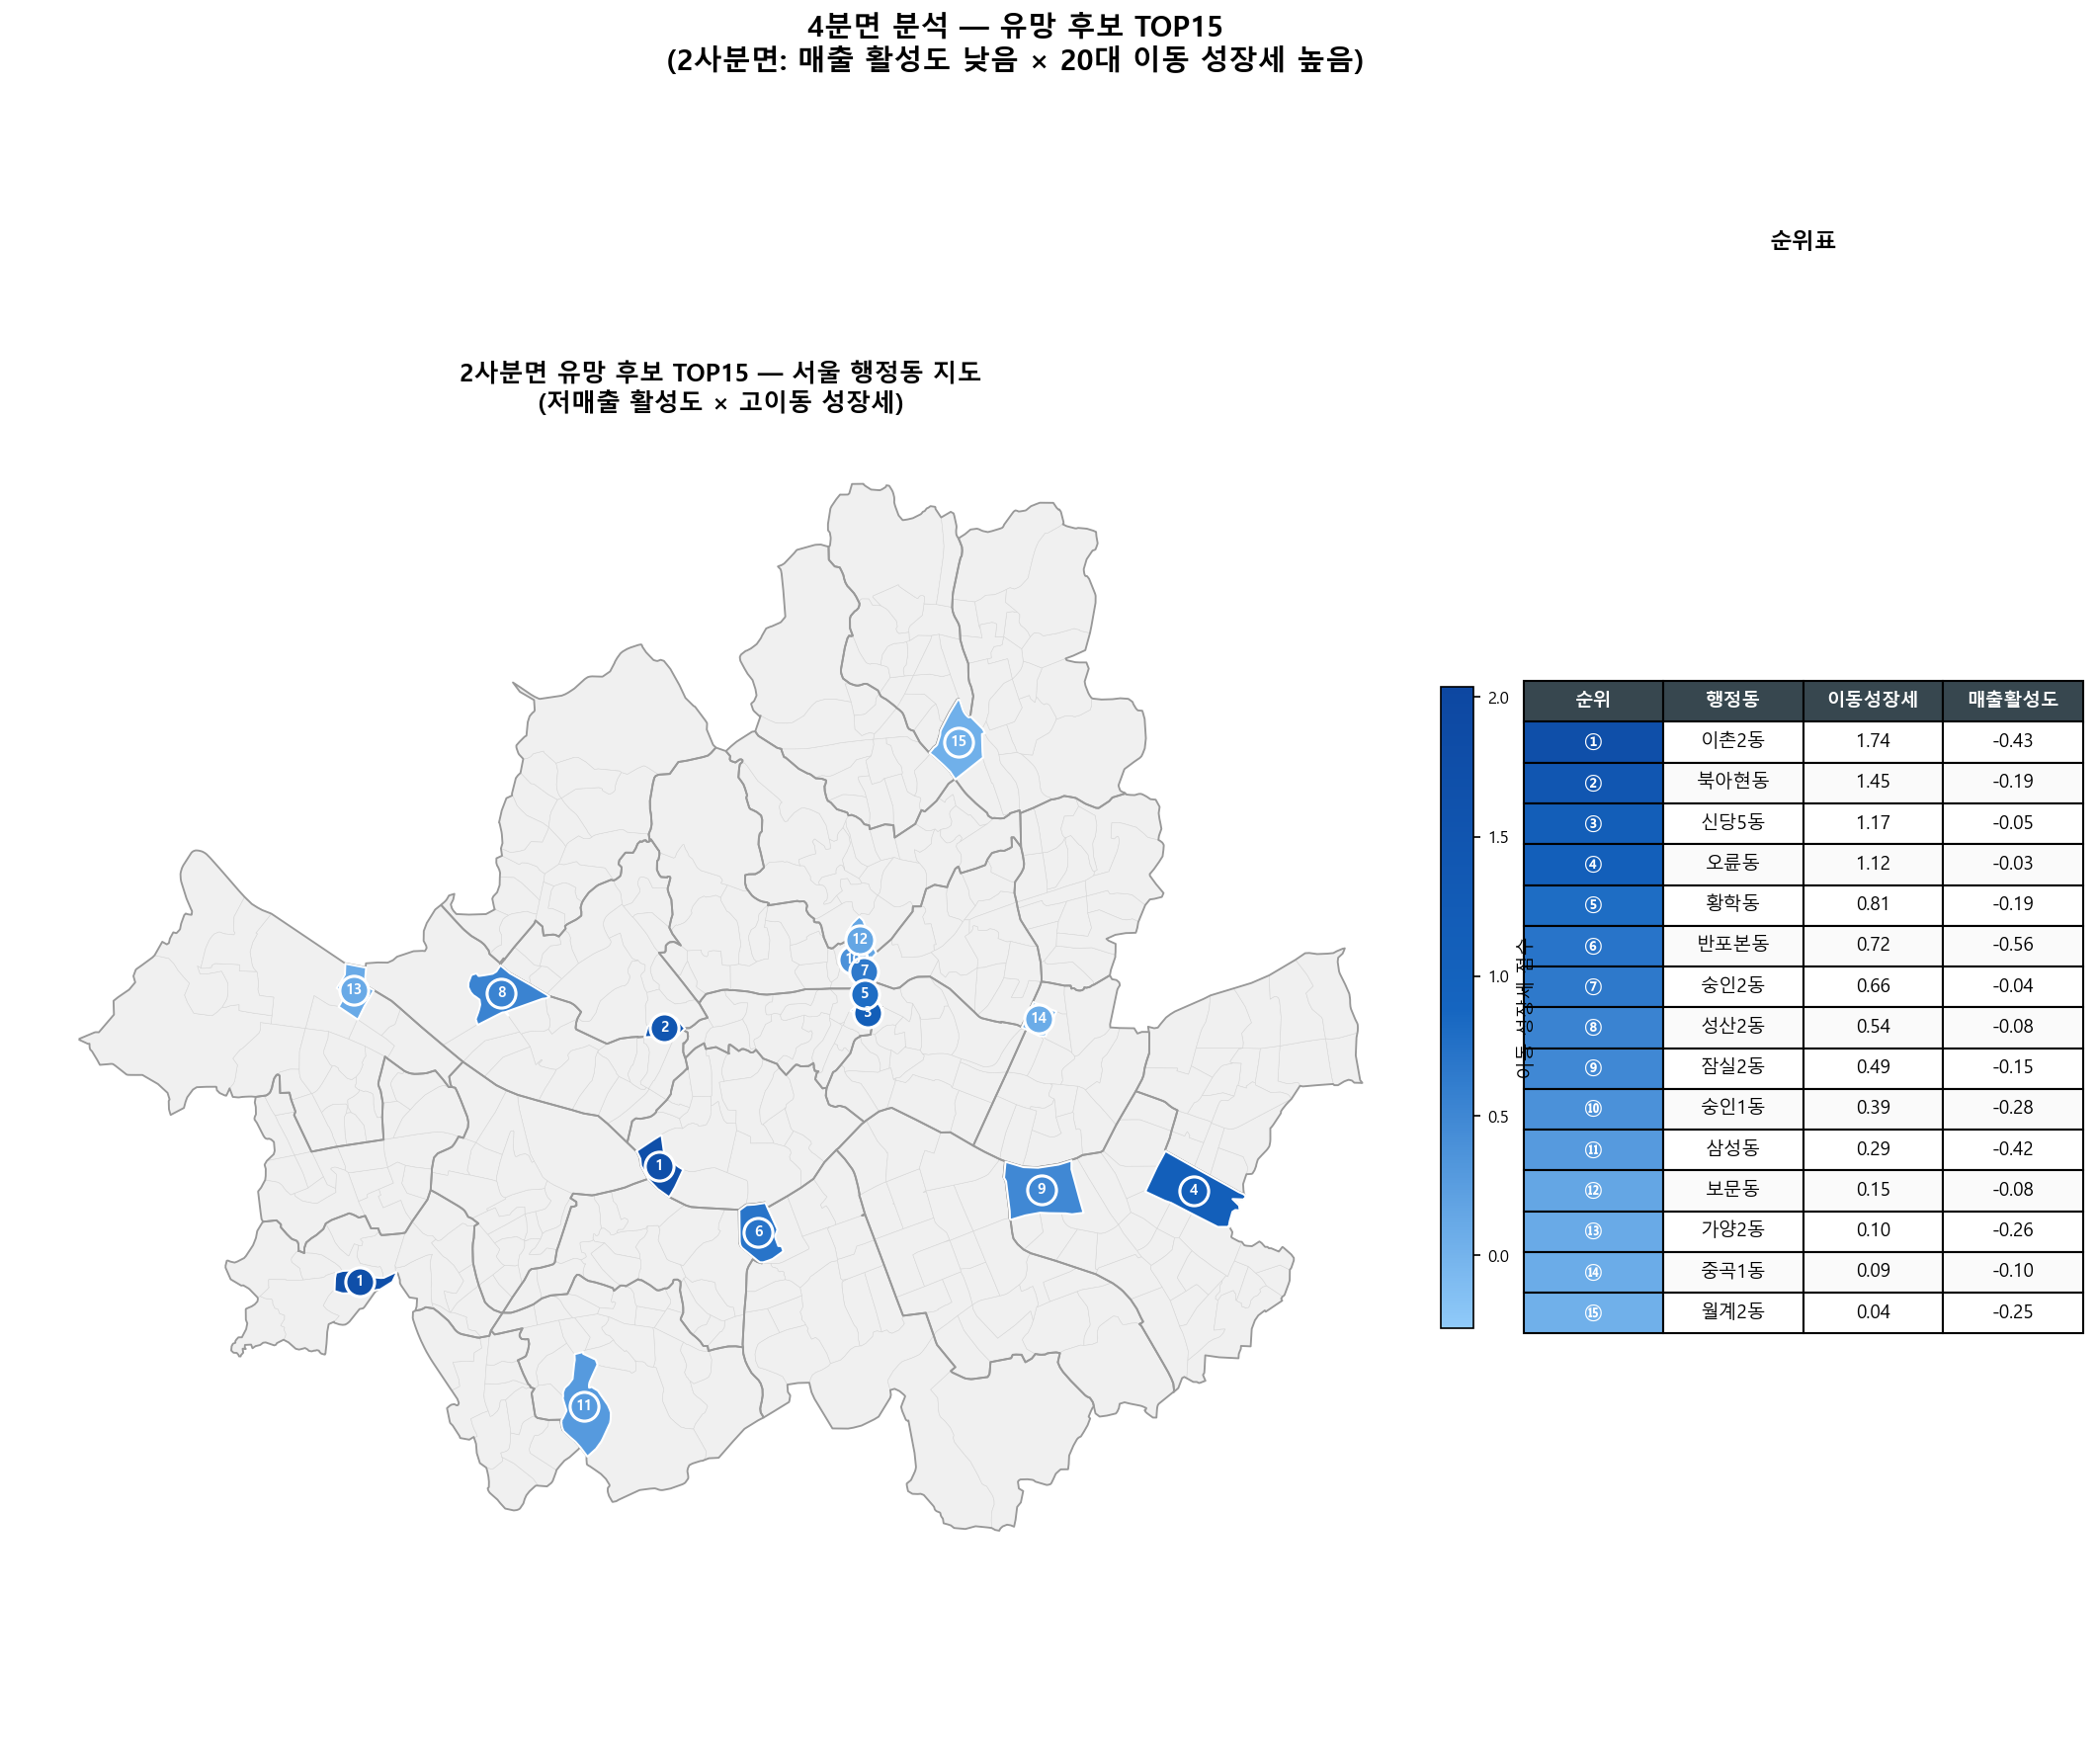 4분면 분석 — 유망 후보 TOP15
(2사분면: 매출 활성도 낮음 × 20대 이동 성장세 높음)
순위표
2사분면 유망 후보 TOP15 — 서울 행정동 지도
(저매출 활성도 × 고이동 성장세)
15
12
7
5
3
13
8
2
14
1
9
4
6
1
11
2.0
1.5
1.0
0.5
0.0
이동 성장세 점수
순위 행정동 이동성장세 매출활성도
① 이촌2동 1.74 -0.43
② 북아현동 1.45 -0.19
③ 신당5동 1.17 -0.05
④ 오륜동 1.12 -0.03
⑤ 황학동 0.81 -0.19
⑥ 반포본동 0.72 -0.56
⑦ 숭인2동 0.66 -0.04
⑧ 성산2동 0.54 -0.08
⑨ 잠실2동 0.49 -0.15
⑩ 숭인1동 0.39 -0.28
⑪ 삼성동 0.29 -0.42
⑫ 보문동 0.15 -0.08
⑬ 가양2동 0.10 -0.26
⑭ 중곡1동 0.09 -0.10
⑮ 월계2동 0.04 -0.25